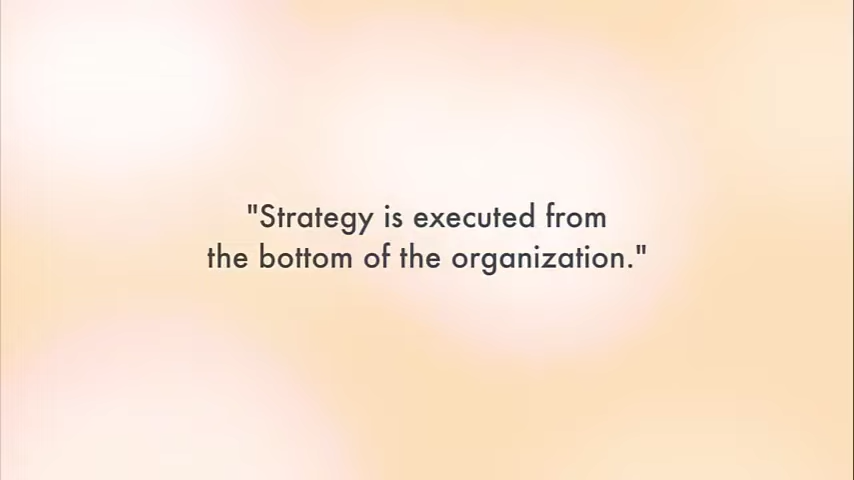 "Strategy is executed from
the bottom of the organization."